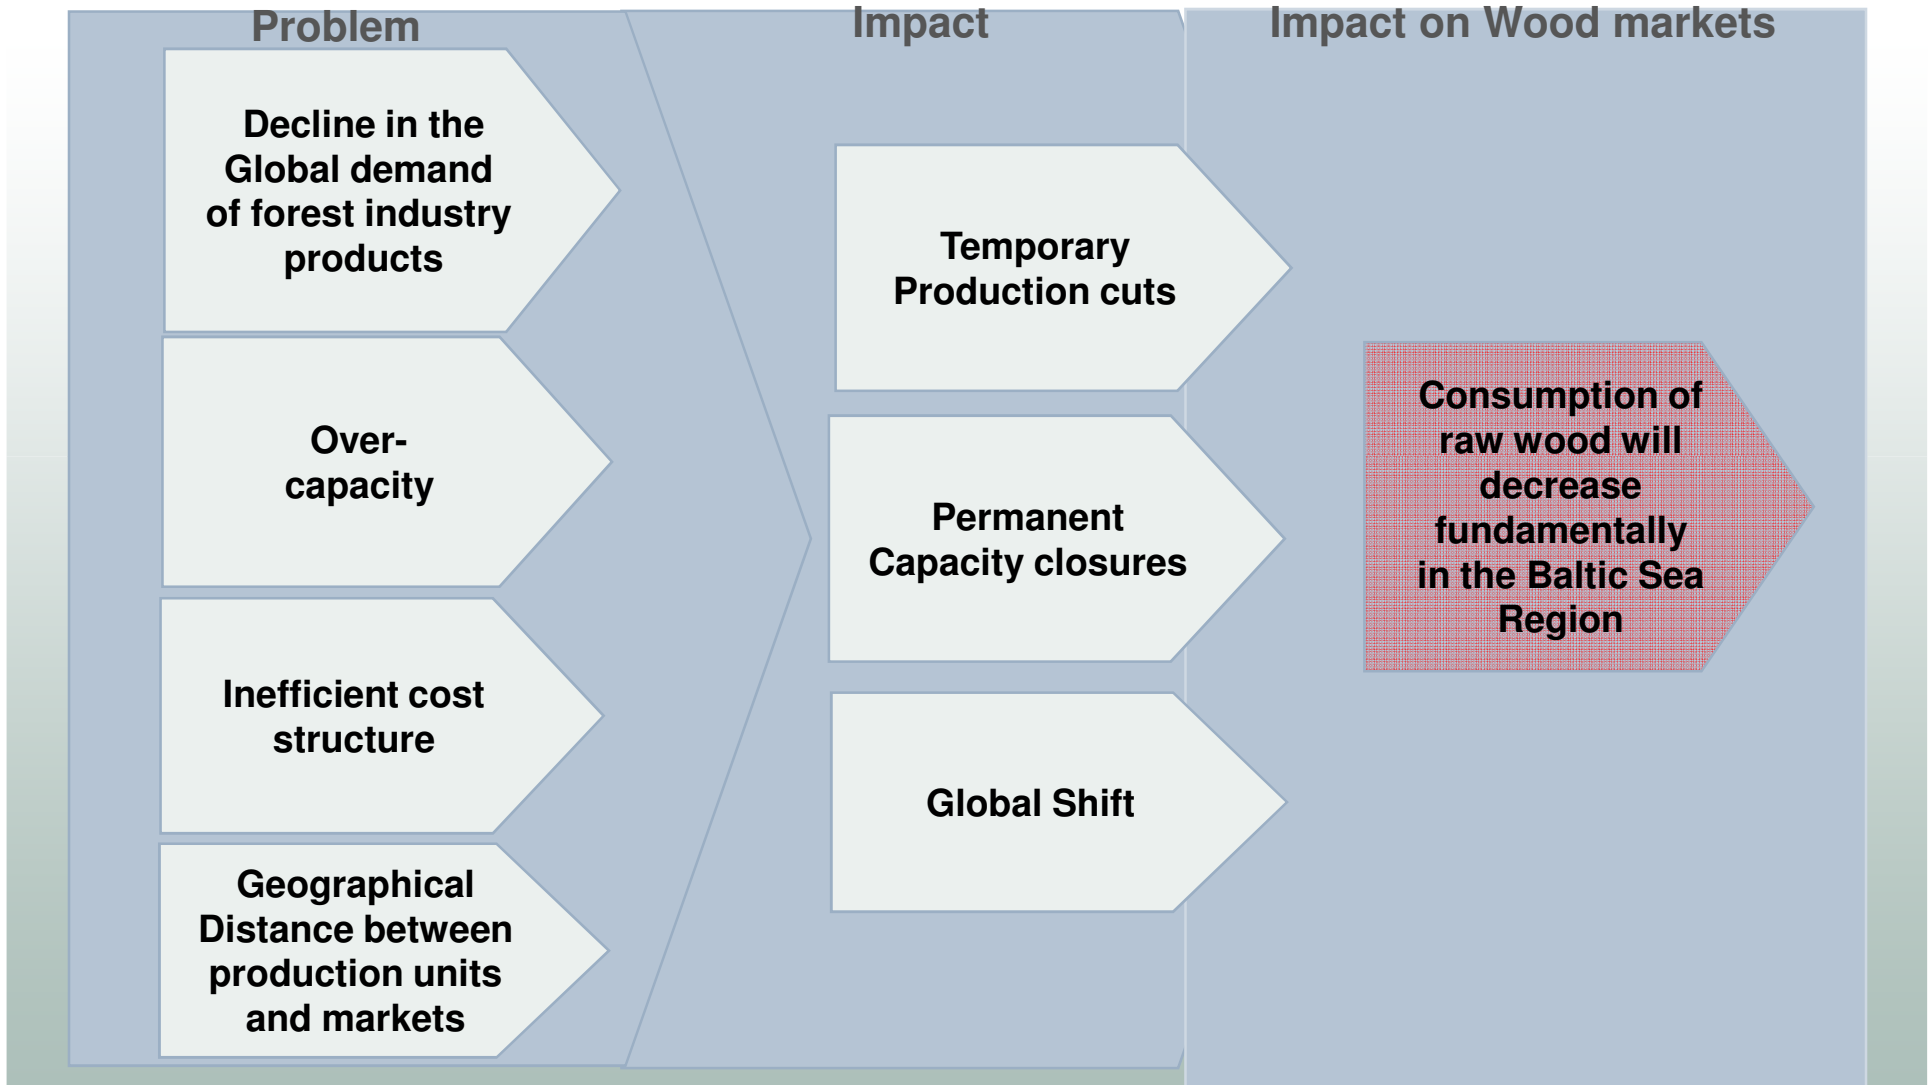 Problem
Decline in the
Global demand
of forest industry
products
Over-
capacity
Inefficient cost
structure
Geographical
Distance between
production units
and markets
Impact
Temporary
Production cuts
Permanent
Capacity closures
Global Shift
Impact on Wood markets
Consumption of
raw wood will
decrease
fundamentally
in the Baltic Sea
Region